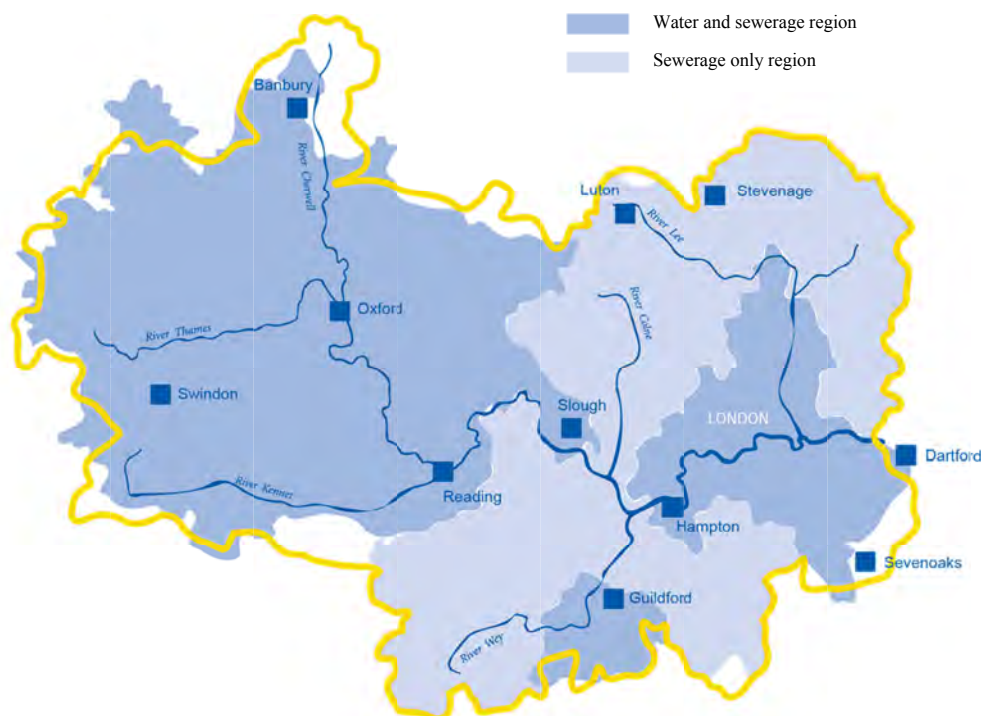 Water and sewerage region
Sewerage only region
Banbury
River Cherwell
Luton
Stevenage
River Lee
River Colne
Oxford
River Thames
Swindon
Slough
LONDON
Dartford
River Kennet
Reading
Hampton
Sevenoaks
Guildford
River Wey